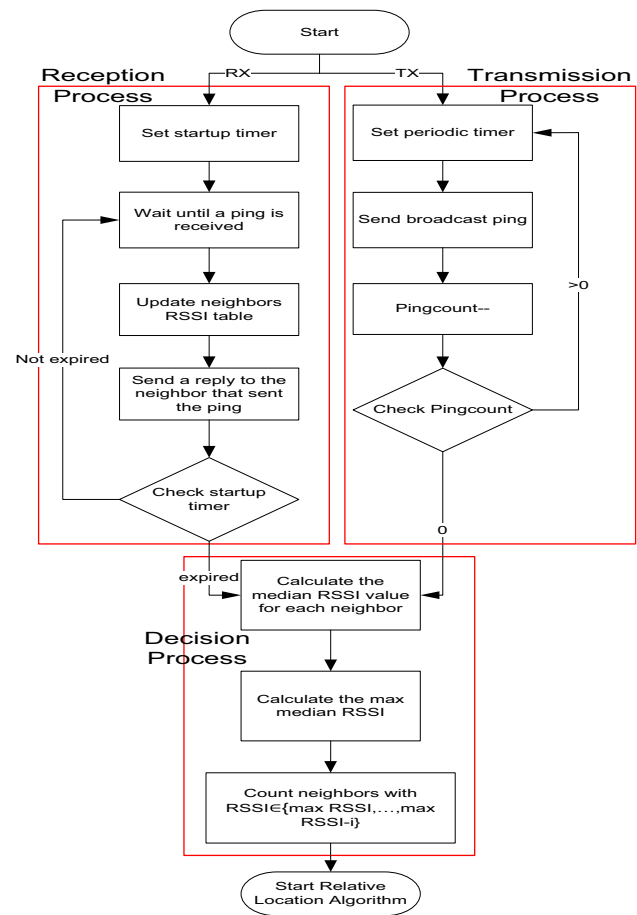 Start
RX
TX
Reception
Process
Transmission
Process
Set startup timer
Wait until a ping is
received
Update neighbors
RSSI table
Send a reply to the
neighbor that sent
the ping
Check startup
timer
Not expired
expired
Set periodic timer
Send broadcast ping
Pingcount--
Check Pingcount
>0
0
Decision
Process
Calculate the
median RSSI value
for each neighbor
Calculate the max
median RSSI
Count neighbors with
RSSI∈{max RSSI,...,max
RSSI-i}
Start Relative
Location Algorithm